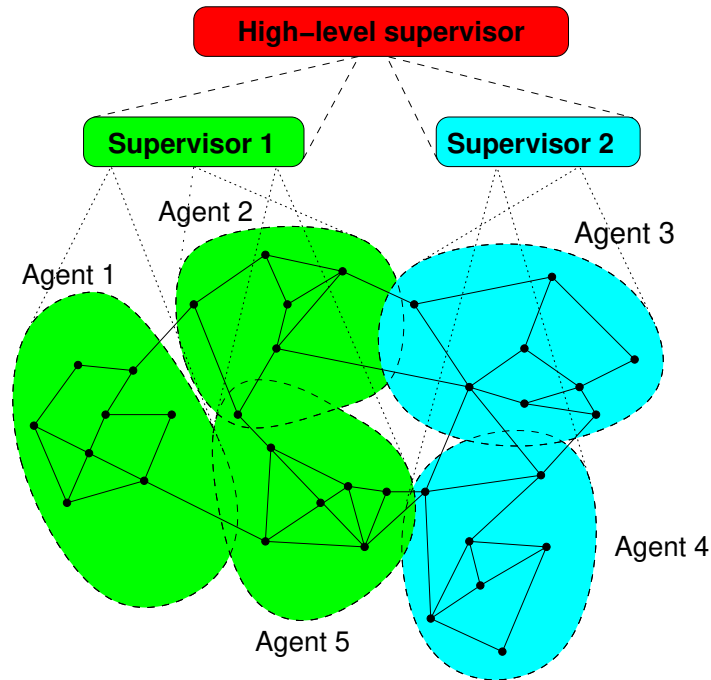 High−level supervisor
Supervisor 1
Supervisor 2
Agent 2
Agent 3
Agent 1
Agent 4
Agent 5